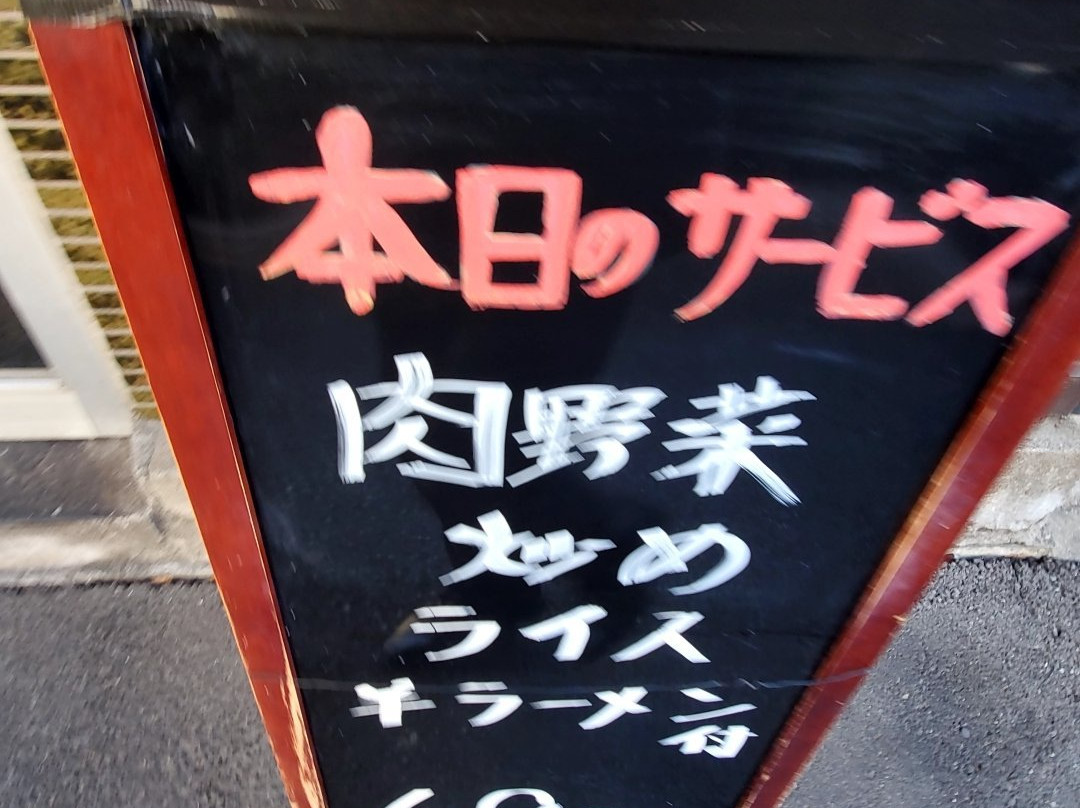 本日のサービス
肉野菜
炒め
ライス
半ラーメン付